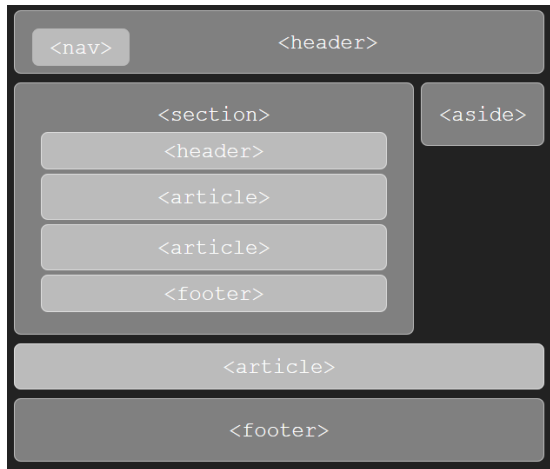 <nav>
<header>
<section>
<aside>
<header>
<article>
<article>
<footer>
<article>
<footer>